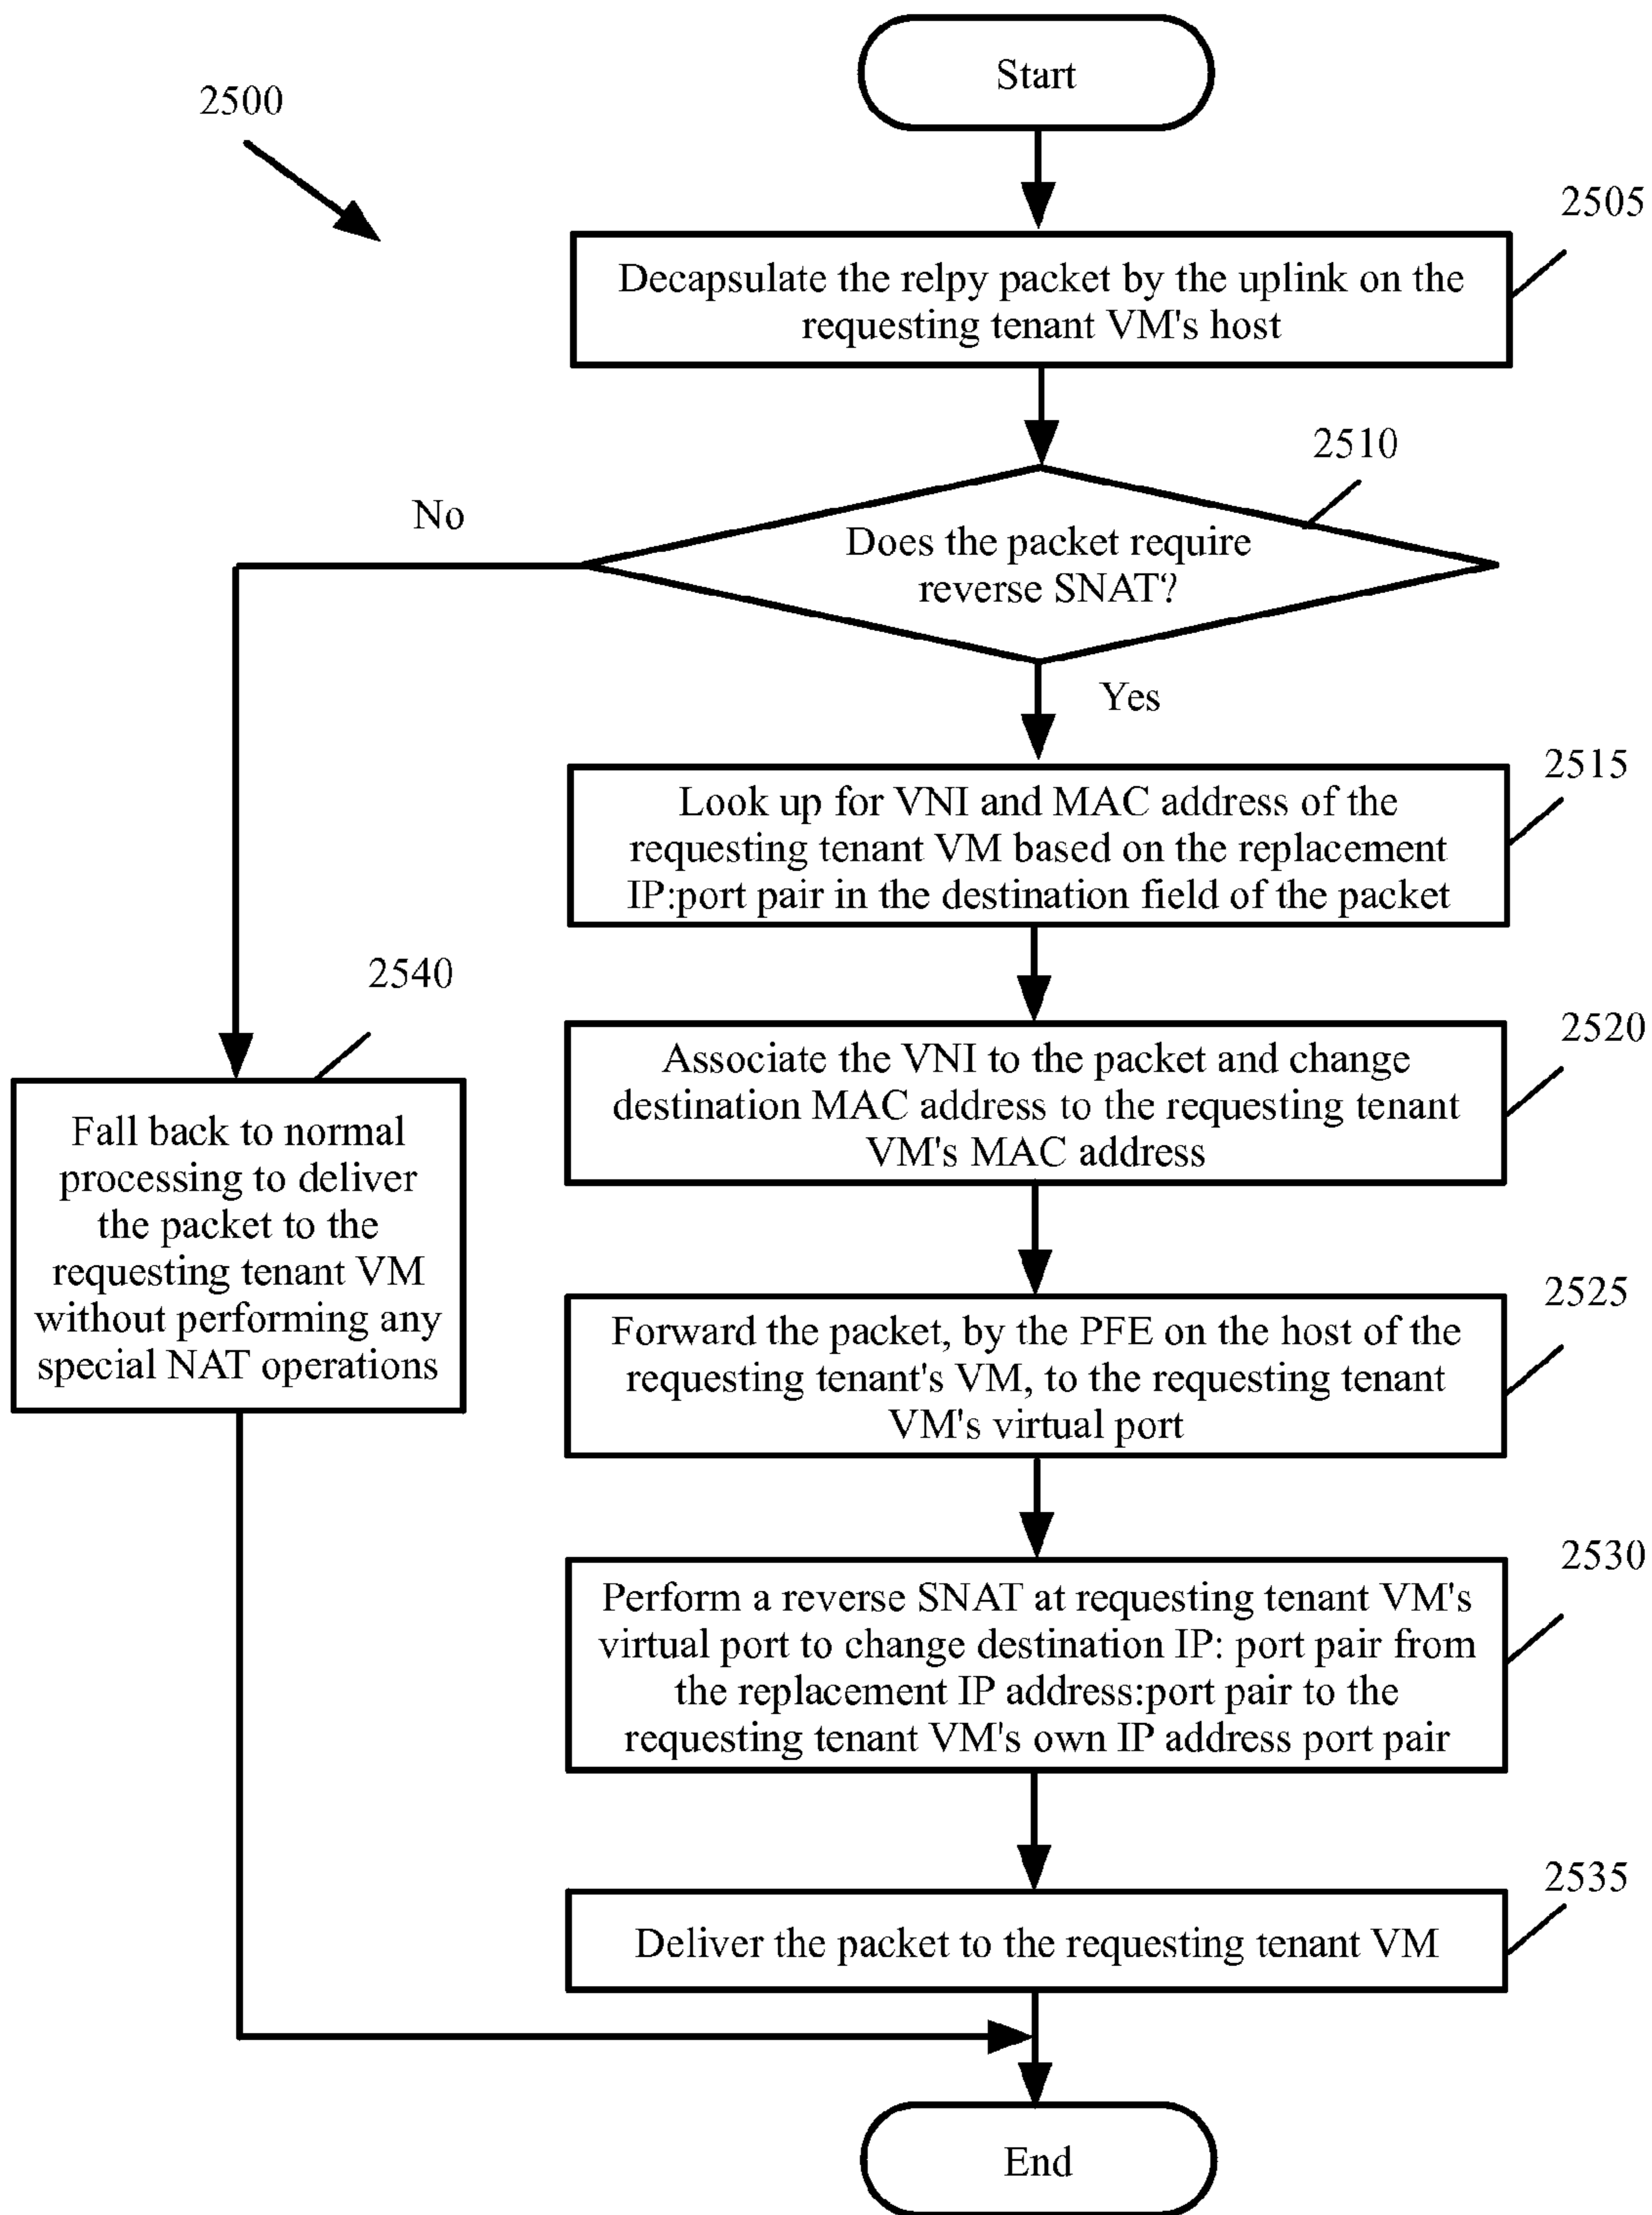 Start
2500
2505
Decapsulate the relpy packet by the uplink on the
requesting tenant VM's host
2510
No
Does the packet require
reverse SNAT?
Yes
2515
Look up for VNI and MAC address of the
requesting tenant VM based on the replacement
IP:port pair in the destination field of the packet
2540
2520
Associate the VNI to the packet and change
destination MAC address to the requesting tenant
VM's MAC address
Fall back to normal
processing to deliver
the packet to the
requesting tenant VM
without performing any
special NAT operations
2525
Forward the packet, by the PFE on the host of the
requesting tenant's VM, to the requesting tenant
VM's virtual port
2530
Perform a reverse SNAT at requesting tenant VM's
virtual port to change destination IP: port pair from
the replacement IP address:port pair to the
requesting tenant VM's own IP address port pair
2535
Deliver the packet to the requesting tenant VM
End